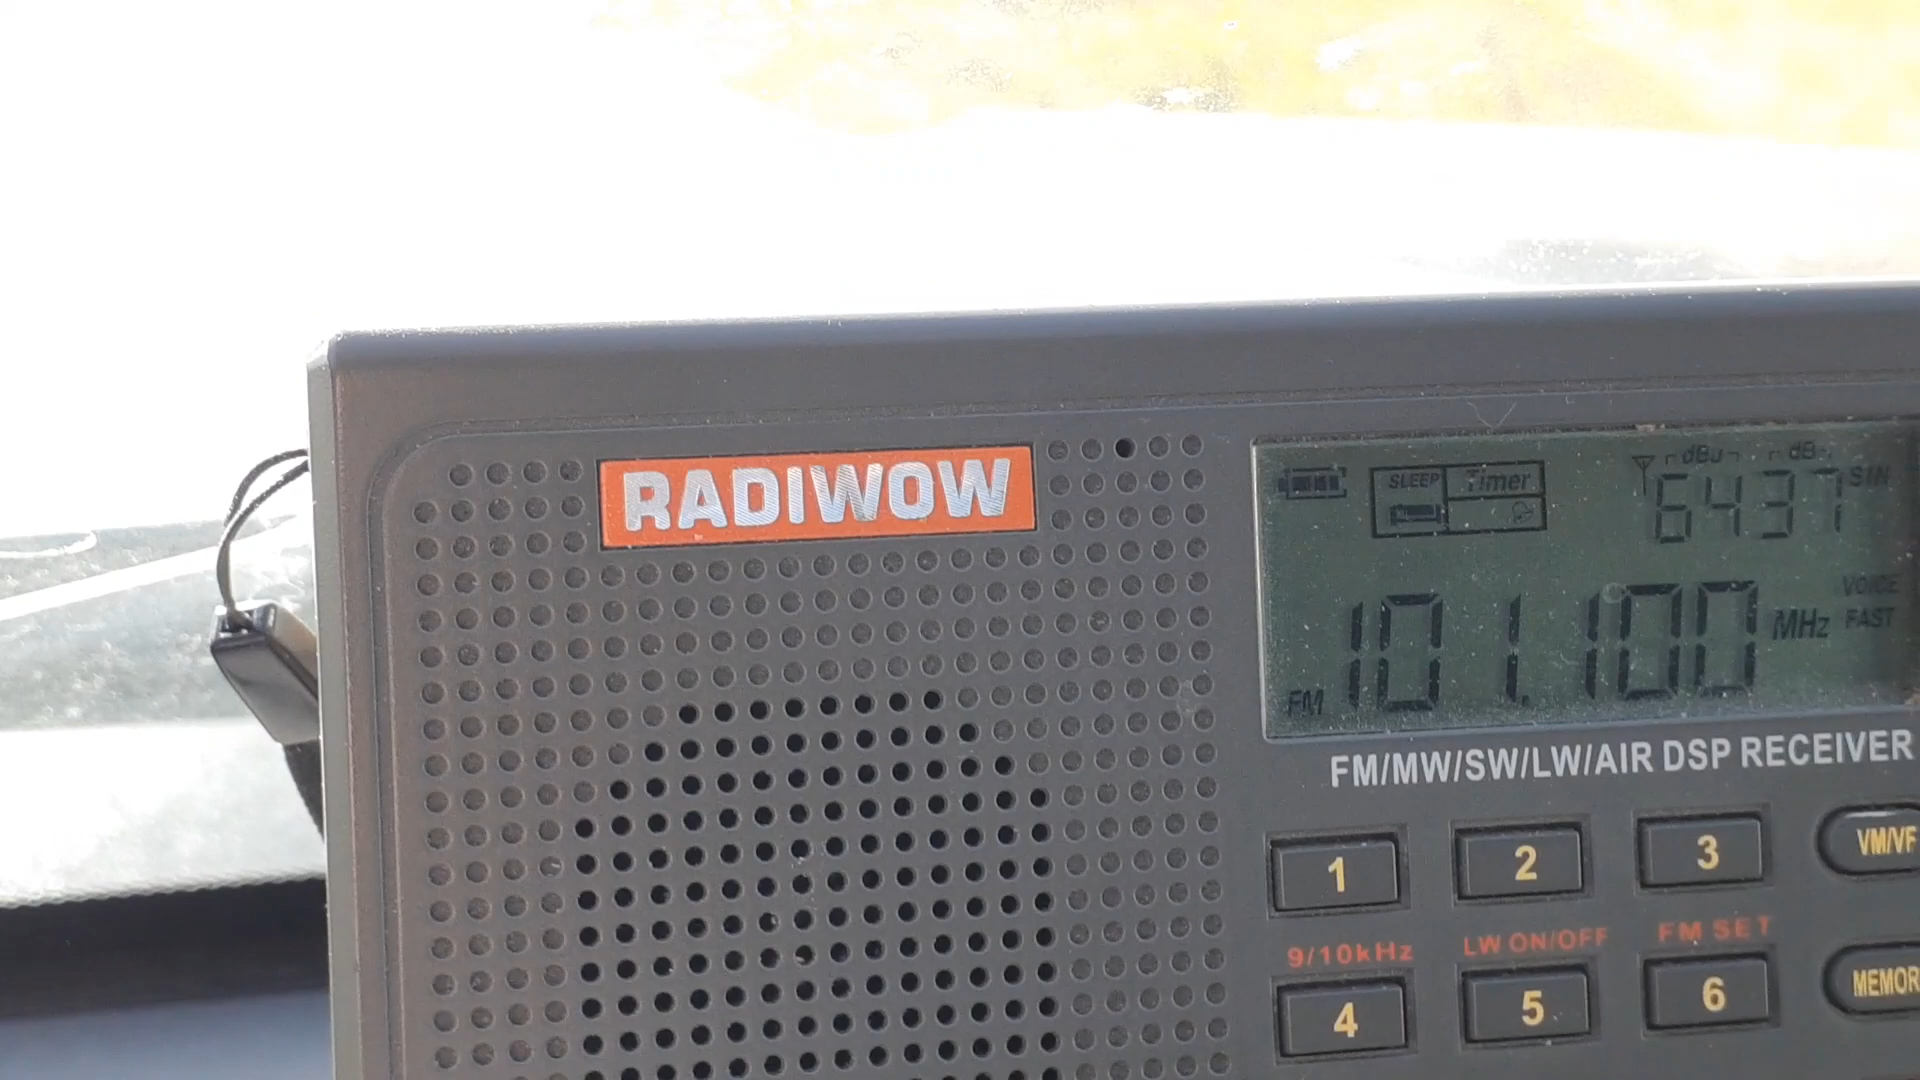 RADIWOW
SLEEP Timer
dBu dB
6437 SIN
VOICE
FAST
FM 101.100 MHz
FM/MW/SW/LW/AIR DSP RECEIVER
1 2 3 VM/VF
9/10kHz LW ON/OFF FM SET
4 5 6 MEMOR